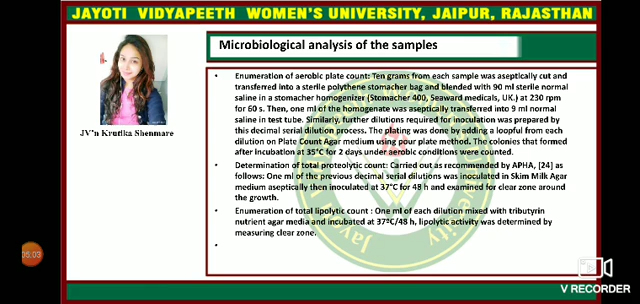 JAYOTI VIDYAPEETH WOMEN'S UNIVERSITY, JAIPUR, RAJASTHAN
Microbiological analysis of the samples
JV'n Krutika Shenmare
• Enumeration of aerobic plate count: Ten grams from each sample was aseptically cut and
transferred into a sterile polythene stomacher bag and blended with 90 ml sterile normal
saline in a stomacher homogenizer (Stomacher 400, Seaward medicals, UK.) at 230 rpm
for 60 s. Then, one ml of the homogenate was aseptically transferred into 9 ml normal
saline in test tube. Similarly, further dilutions required for inoculation was prepared by
this decimal serial dilution process. The plating was done by adding a loopful from each
dilution on Plate Count Agar medium using pour plate method. The colonies that formed
after incubation at 35°C for 2 days under aerobic conditions were counted.
• Determination of total proteolytic count: Carried out as recommended by APHA, [24] as
follows: One ml of the previous decimal serial dilutions was inoculated in Skim Milk Agar
medium aseptically then inoculated at 37°C for 48 h and examined for clear zone around
the growth.
• Enumeration of total lipolytic count : One ml of each dilution mixed with tributyrin
nutrient agar media and incubated at 37ºC/48 h, lipolytic activity was determined by
measuring clear zone.
•
05:03
V RECORDER